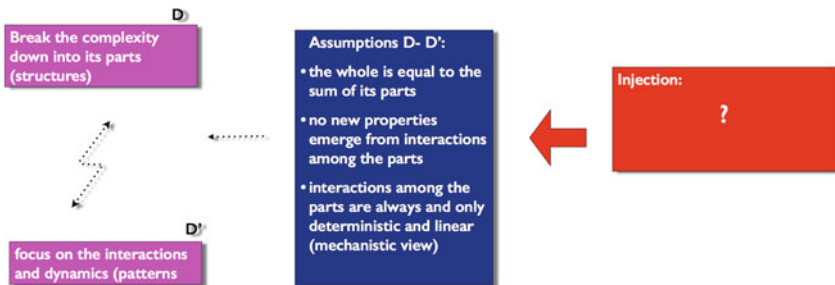 D
Break the complexity
down into its parts
(structures)
Assumptions D- D':
• the whole is equal to the
sum of its parts
• no new properties
emerge from interactions
among the parts
• interactions among the
parts are always and only
deterministic and linear
(mechanistic view)
Injection:
?
D'
focus on the interactions
and dynamics (patterns